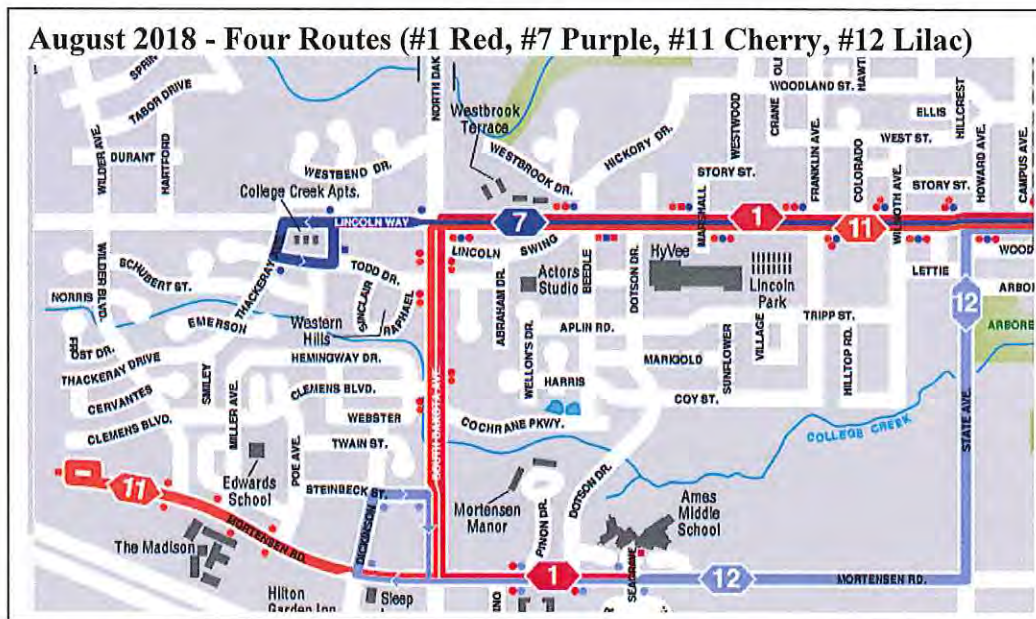 August 2018 - Four Routes (#1 Red, #7 Purple, #11 Cherry, #12 Lilac)
SPRIN
TABOR DRIVE
NORTH DAK
Westbrook
Terrace
WOODLAND ST.
CRANE
OLI
HAWT
WESTWOOD
FRANKLIN AVE.
COLORADO
ELLIS
HILLCREST
HOWARD AVE.
CAMPUS AVE.
WEST ST.
WILDER AVE.
DURANT
HARTFORD
WESTBEND DR.
WESTBROOK DR.
HICKORY DR.
STORY ST.
STORY ST.
WILMOTH AVE.
College Creek Apts.
LINCOLN WAY
7
MARSHALL
1
11
LINCOLN
SWING
BEEDLE
DOTSON DR.
HyVee
Lincoln
Park
LETTIE
WOOD
ARBOR
ARBORE
12
WILDER BLVD.
SCHUBERT ST.
THACKERAY
TODD DR.
SINCLAIR
RAPHAEL
ABRAHAM DR.
Actors
Studio
NORRIS
EMERSON
Western
Hills
APLIN RD.
TRIPP ST.
VILLAGE
FROST DR.
THACKERAY DRIVE
HEMINGWAY DR.
WELLON'S DR.
MARIGOLD
SUNFLOWER
HILLTOP RD.
SMILEY
CERVANTES
CLEMENS BLVD.
HARRIS
COY ST.
CLEMENS BLVD.
MILLER AVE.
WEBSTER
SOUTH DAKOTA AVE.
COCHRANE PKWY.
COLLEGE CREEK
STATE AVE.
TWAIN ST.
POE AVE.
Edwards
School
STEINBECK ST.
DICKINSON
11
MORTENSEN RD.
Mortensen
Manor
PINON DR.
DOTSON DR.
Ames
Middle
School
The Madison
SEAGRAVE
1
12
MORTENSEN RD.
Hilton
Garden Inn
Sleep
INO